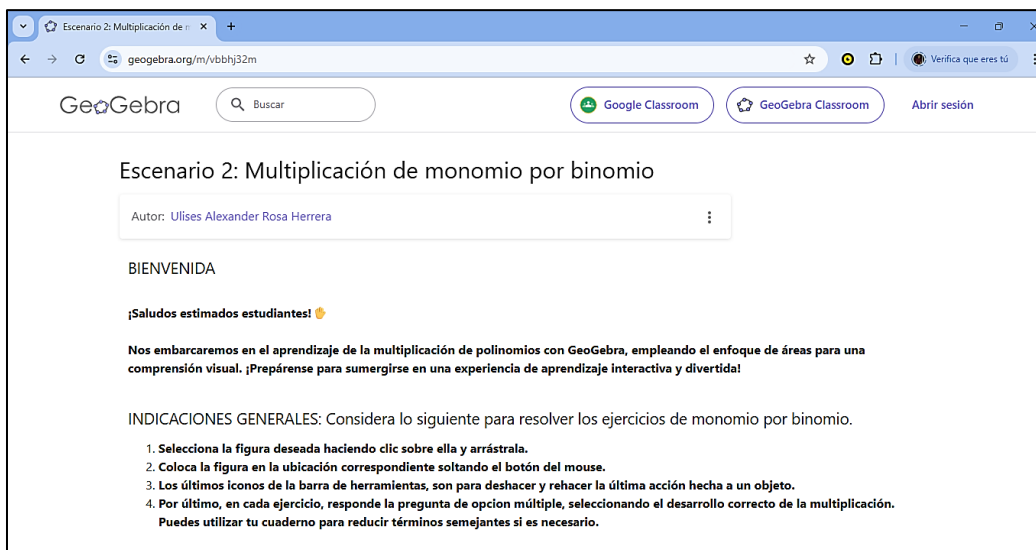 Escenario 2: Multiplicación de m
geogebra.org/m/vbbhj32m
Verifica que eres tú
GeoGebra
Buscar
Google Classroom
GeoGebra Classroom
Abrir sesión
Escenario 2: Multiplicación de monomio por binomio
Autor: Ulises Alexander Rosa Herrera
BIENVENIDA
¡Saludos estimados estudiantes!🖐
Nos embarcaremos en el aprendizaje de la multiplicación de polinomios con GeoGebra, empleando el enfoque de áreas para una
comprensión visual. ¡Prepárense para sumergirse en una experiencia de aprendizaje interactiva y divertida!
INDICACIONES GENERALES: Considera lo siguiente para resolver los ejercicios de monomio por binomio.
1. Selecciona la figura deseada haciendo clic sobre ella y arrástrala.
2. Coloca la figura en la ubicación correspondiente soltando el botón del mouse.
3. Los últimos iconos de la barra de herramientas, son para deshacer y rehacer la última acción hecha a un objeto.
4. Por último, en cada ejercicio, responde la pregunta de opcion múltiple, seleccionando el desarrollo correcto de la multiplicación.
Puedes utilizar tu cuaderno para reducir términos semejantes si es necesario.